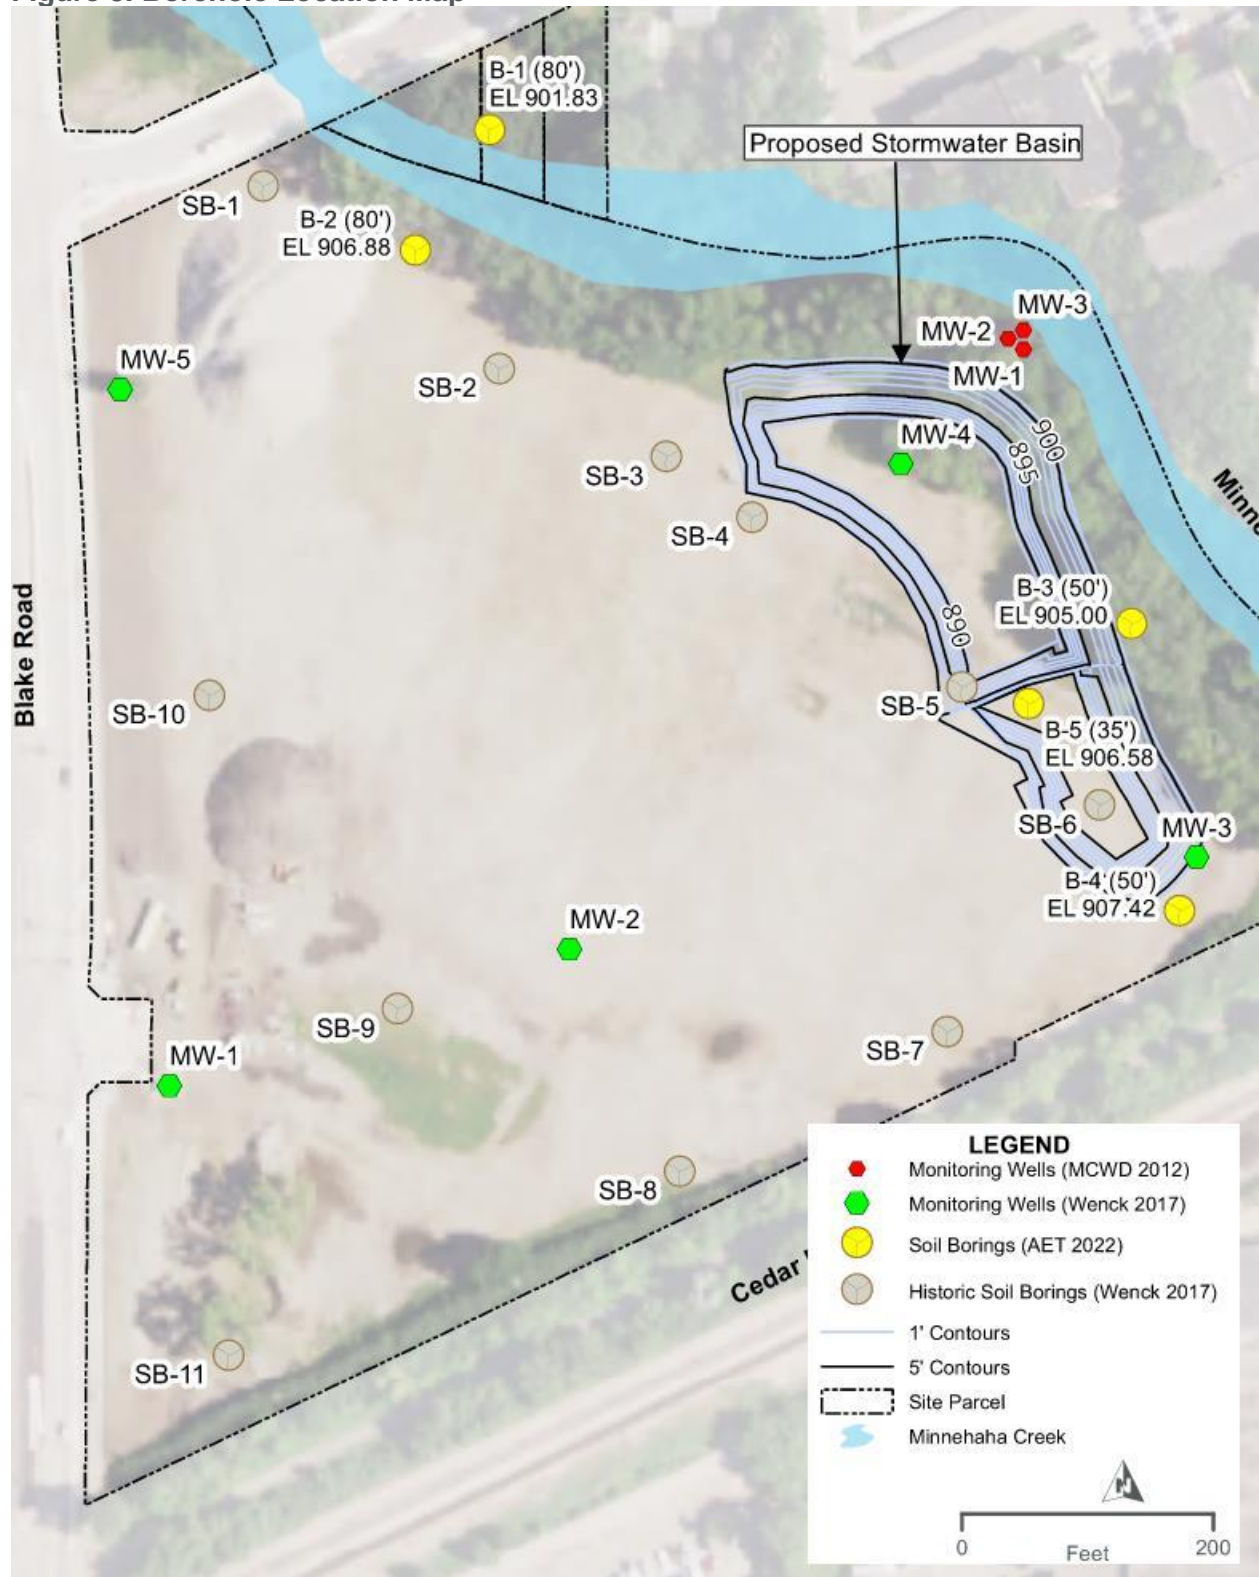 B-1 (80')
EL 901.83
Proposed Stormwater Basin
SB-1
B-2 (80')
EL 906.88
MW-3
MW-2
MW-1
MW-5
SB-2
900
MW-4
895
SB-3
SB-4
B-3 (50')
EL 905.00
890
Blake Road
SB-10
SB-5
B-5 (35')
EL 906.58
SB-6
MW-3
B-4 (50')
EL 907.42
MW-2
SB-9
SB-7
MW-1
SB-8
Cedar
SB-11
LEGEND
Monitoring Wells (MCWD 2012)
Monitoring Wells (Wenck 2017)
Soil Borings (AET 2022)
Historic Soil Borings (Wenck 2017)
1' Contours
5' Contours
Site Parcel
Minnehaha Creek
N
0
200
Feet